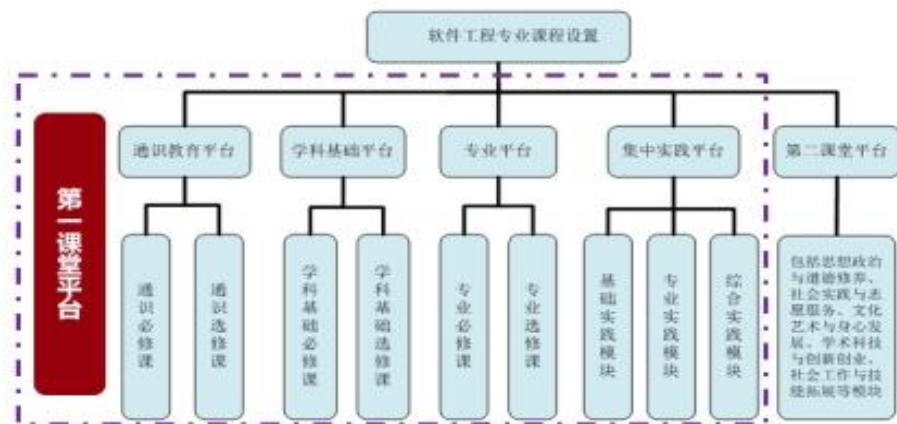 软件工程专业课程设置
第一课堂平台
通识教育平台
学科基础平台
专业平台
集中实践平台
第二课堂平台
通识必修课
通识选修课
学科基础必修课
学科基础选修课
专业必修课
专业选修课
基础实践模块
专业实践模块
综合实践模块
包括思想政治
与道德修养、
社会实践与志
愿服务、文化
艺术与身心发
展、学术科技
与创新创业、
社会工作与技
能拓展等模块